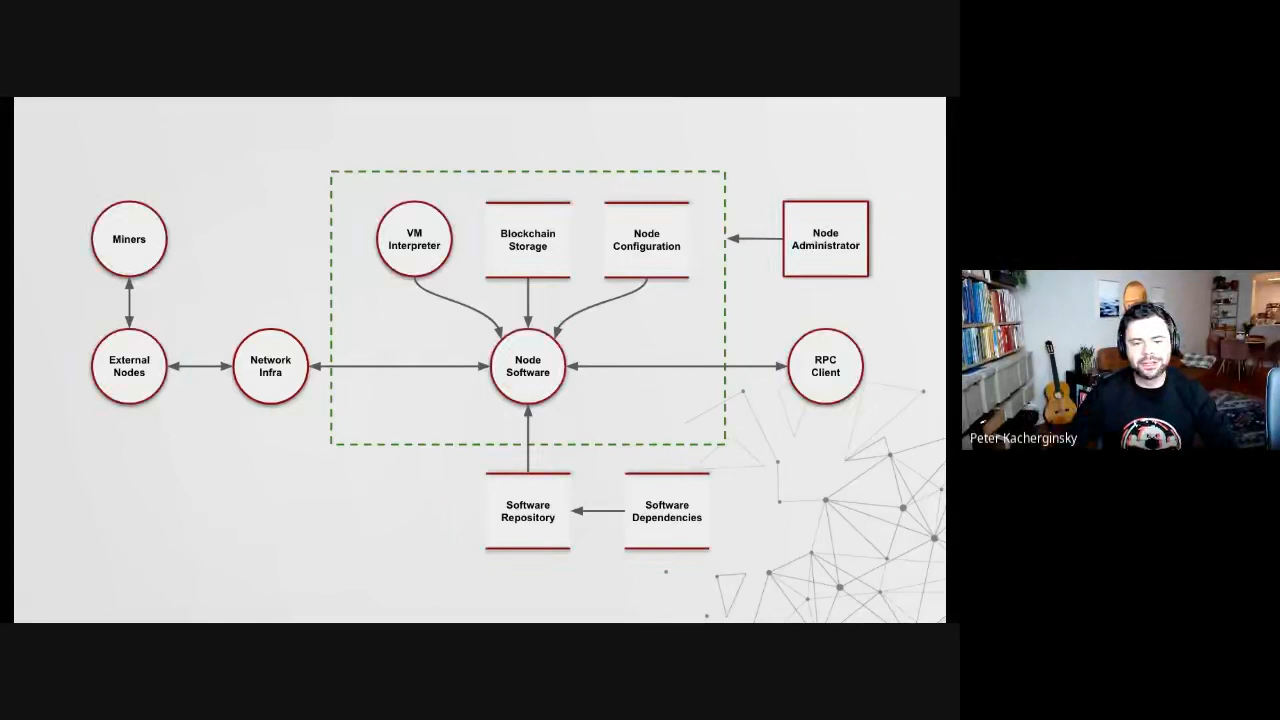 Miners
VM
Interpreter
Blockchain
Storage
Node
Configuration
Node
Administrator
External
Nodes
Network
Infra
Node
Software
RPC
Client
Software
Repository
Software
Dependencies
Peter Kacherginsky